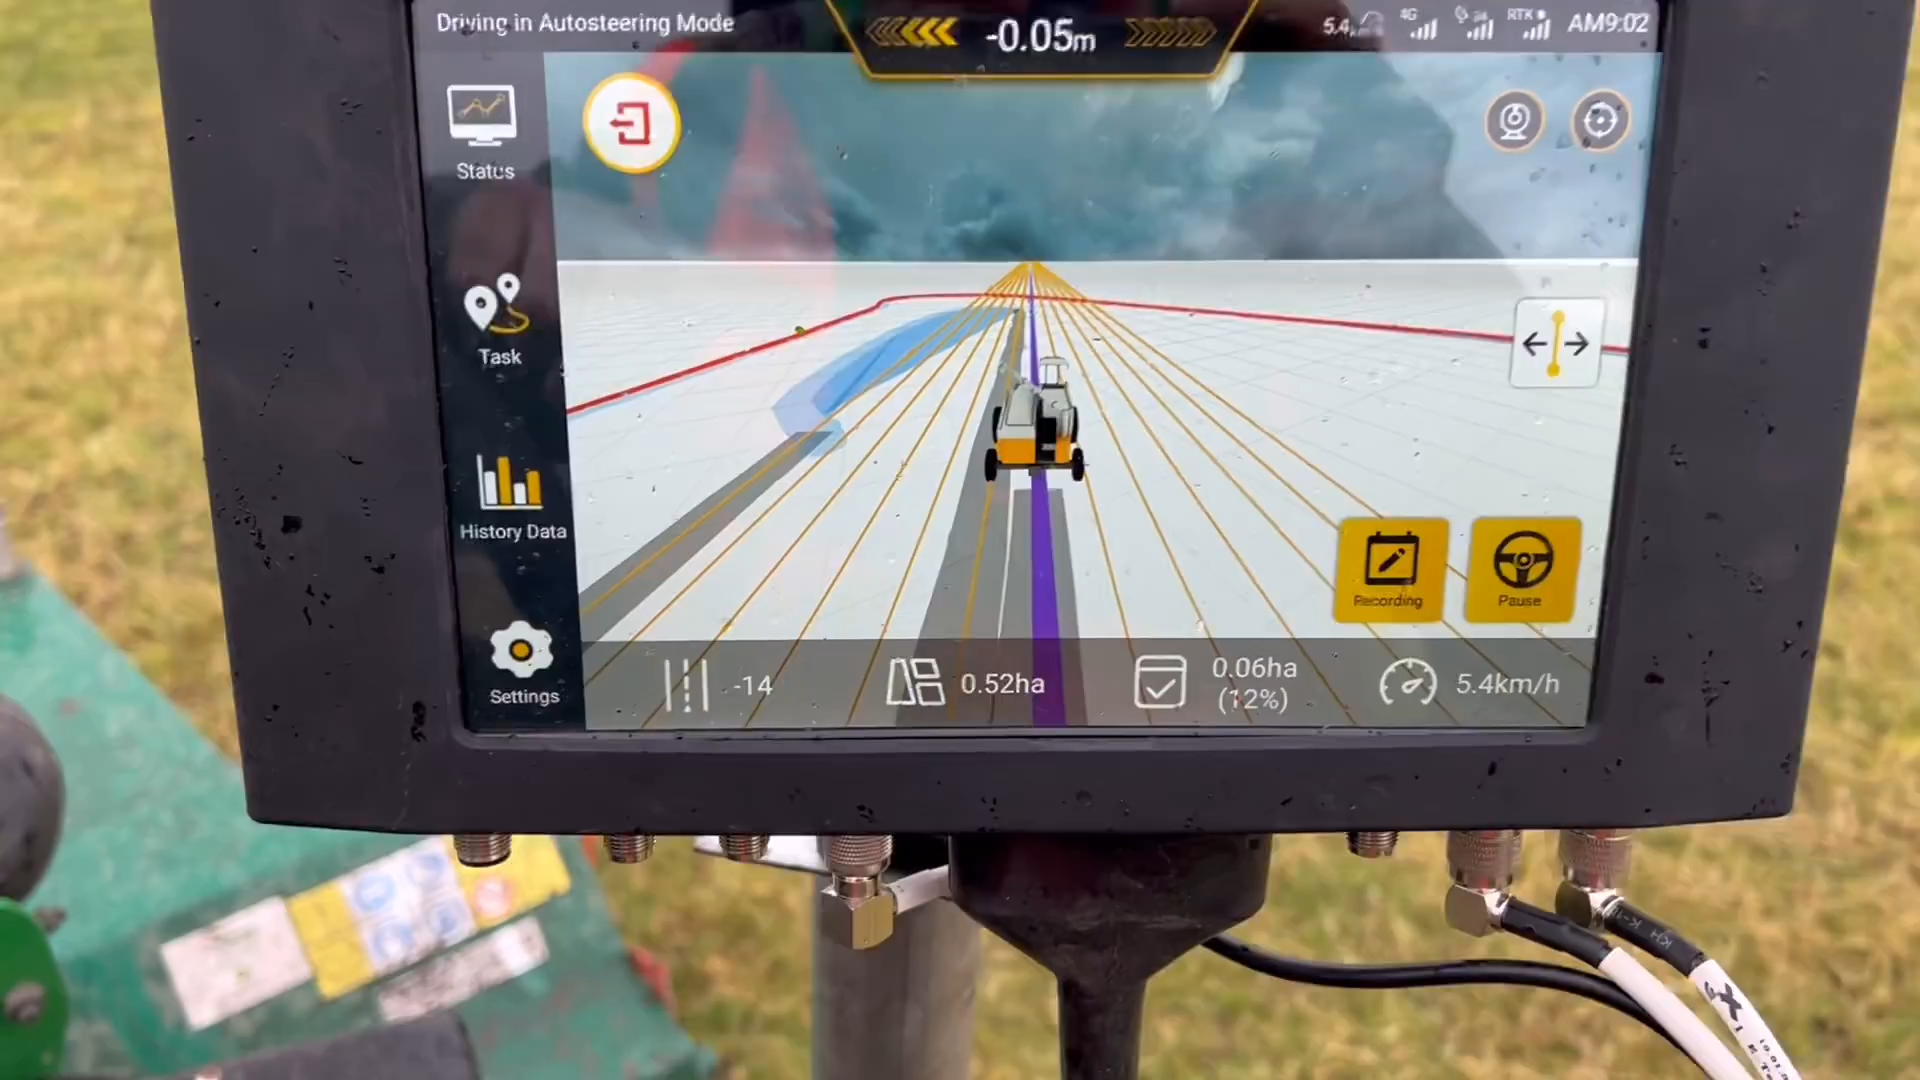 Driving in Autosteering Mode
-0.05m
5.4
4G
24
RTK
AM9:02
Status
Task
History Data
Settings
Recording
Pause
-14
0.52ha
0.06ha
(12%)
5.4km/h